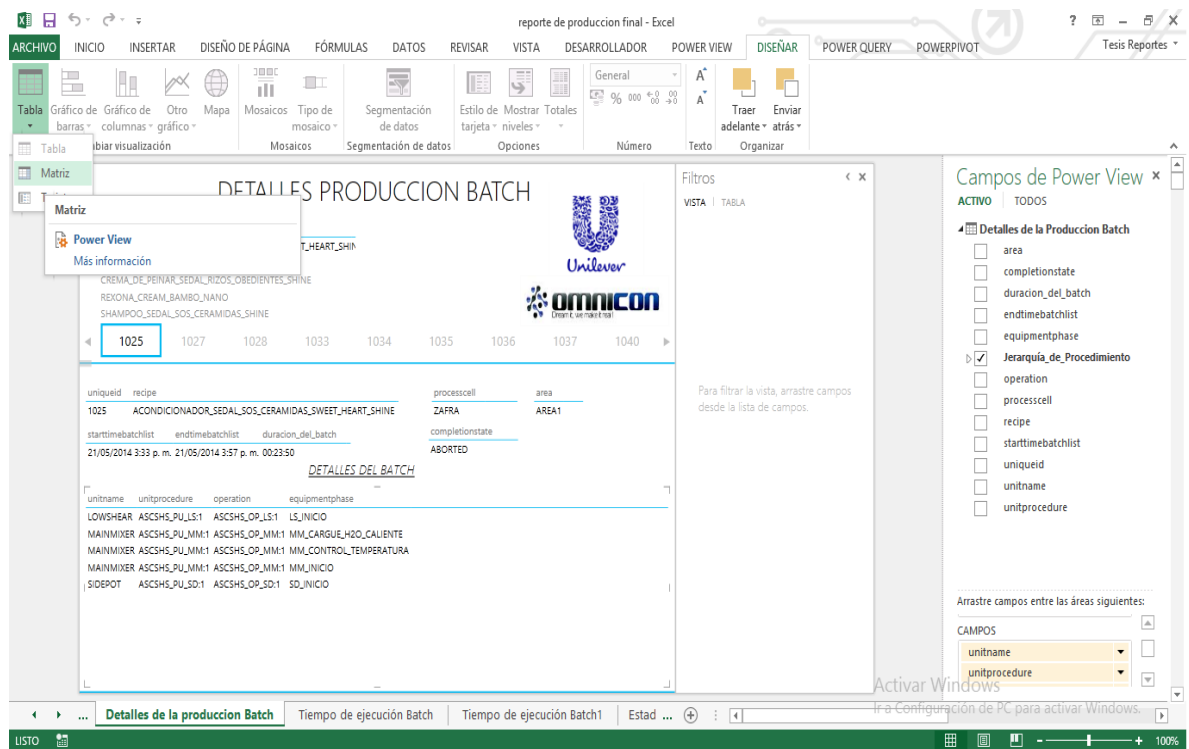 reporte de produccion final - Excel
ARCHIVO INICIO INSERTAR DISEÑO DE PÁGINA FÓRMULAS DATOS REVISAR VISTA DESARROLLADOR POWER VIEW DISEÑAR POWER QUERY POWERPIVOT Tesis Reportes
Tabla Gráfico de barras Gráfico de columnas Otro gráfico Mapa Mosaicos Tipo de mosaico Segmentación de datos Estilo de tarjeta Mostrar niveles Totales General % 000 Traer adelante Enviar atrás
biar visualización Mosaicos Segmentación de datos Opciones Número Texto Organizar
Tabla
Matriz
Matriz
Power View
Más información
DETALLES PRODUCCION BATCH
Unilever
T_HEART_SHIN
CREMA_DE_PEINAR_SEDAL_RIZOS_OBEDIENTES_SHINE
REXONA_CREAM_BAMBO_NANO
SHAMPOO_SEDAL_SOS_CERAMIDAS_SHINE
omnicon
Dream it, we make it real
1025 1027 1028 1033 1034 1035 1036 1037 1040
uniqueid recipe processcell area
1025 ACONDICIONADOR_SEDAL_SOS_CERAMIDAS_SWEET_HEART_SHINE ZAFRA AREA1
starttimebatchlist endtimebatchlist duracion_del_batch completionstate
21/05/2014 3:33 p. m. 21/05/2014 3:57 p. m. 00:23:50 ABORTED
DETALLES DEL BATCH
unitname unitprocedure operation equipmentphase
LOWSHEAR ASCSHS_PU_LS:1 ASCSHS_OP_LS:1 LS_INICIO
MAINMIXER ASCSHS_PU_MM:1 ASCSHS_OP_MM:1 MM_CARGUE_H2O_CALIENTE
MAINMIXER ASCSHS_PU_MM:1 ASCSHS_OP_MM:1 MM_CONTROL_TEMPERATURA
MAINMIXER ASCSHS_PU_MM:1 ASCSHS_OP_MM:1 MM_INICIO
SIDEPOT ASCSHS_PU_SD:1 ASCSHS_OP_SD:1 SD_INICIO
Filtros
VISTA TABLA
Para filtrar la vista, arrastre campos
desde la lista de campos.
Campos de Power View
ACTIVO TODOS
Detalles de la Produccion Batch
area
completionstate
duracion_del_batch
endtimebatchlist
equipmentphase
Jerarquía_de_Procedimiento
operation
processcell
recipe
starttimebatchlist
uniqueid
unitname
unitprocedure
Arrastre campos entre las áreas siguientes:
CAMPOS
unitname
unitprocedure
Activar Windows
Ir a Configuración de PC para activar Windows.
... Detalles de la produccion Batch Tiempo de ejecución Batch Tiempo de ejecución Batch1 Estad ...
LISTO 100%